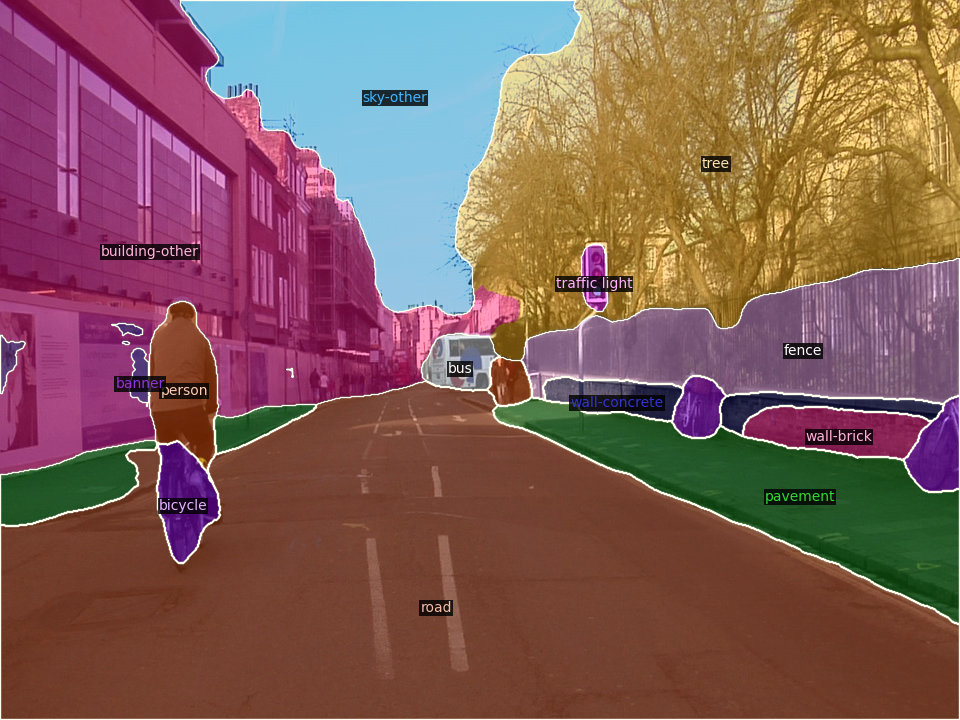 sky-other
tree
building-other
traffic light
fence
bus
banner
person
wall-concrete
wall-brick
pavement
bicycle
road